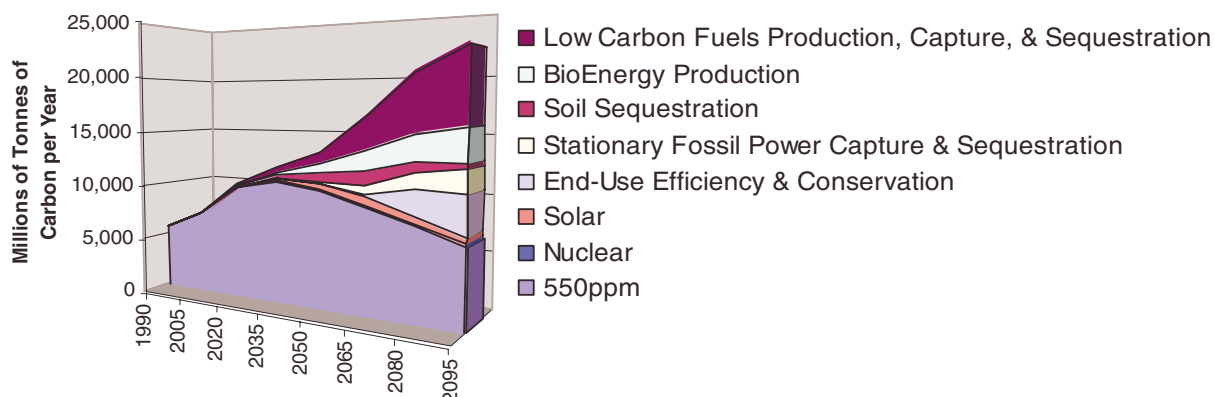 25,000
20,000
15,000
10,000
5,000
0
Millions of Tonnes of
Carbon per Year
1990
2005
2020
2035
2050
2065
2080
2095
Low Carbon Fuels Production, Capture, & Sequestration
BioEnergy Production
Soil Sequestration
Stationary Fossil Power Capture & Sequestration
End-Use Efficiency & Conservation
Solar
Nuclear
550ppm